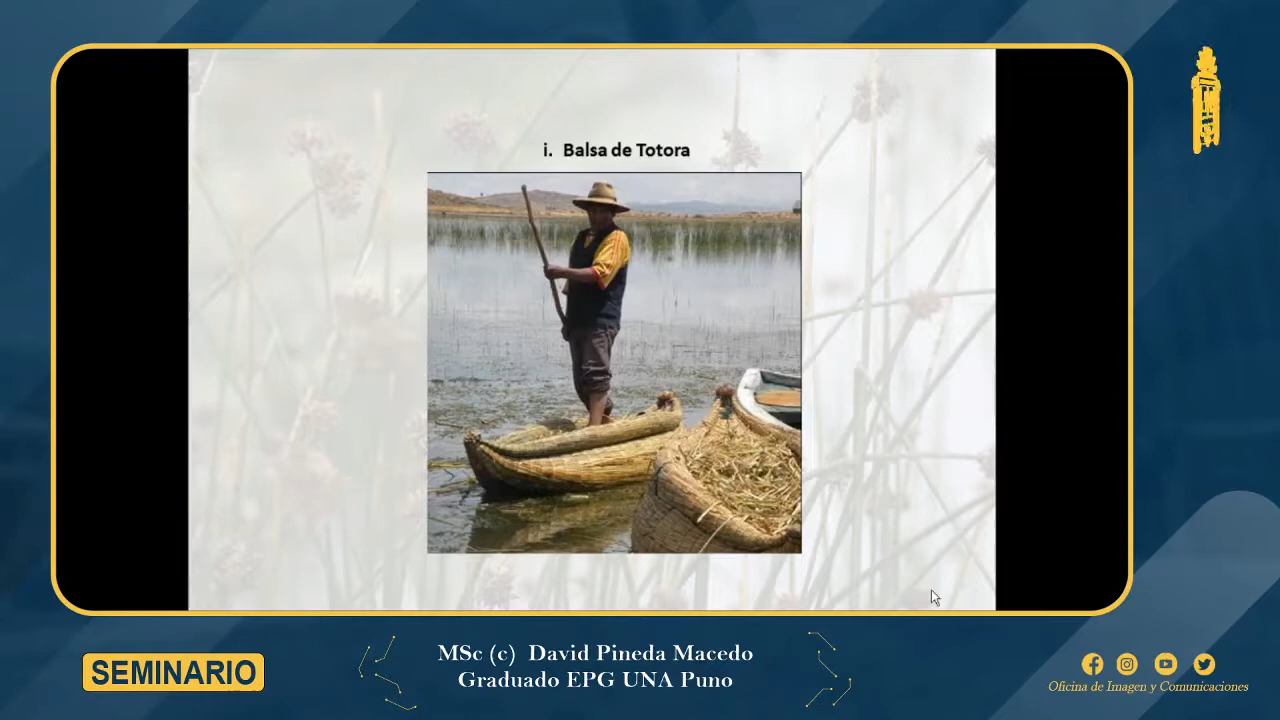 i. Balsa de Totora
SEMINARIO
MSc (c) David Pineda Macedo
Graduado EPG UNA Puno
Oficina de Imagen y Comunicaciones